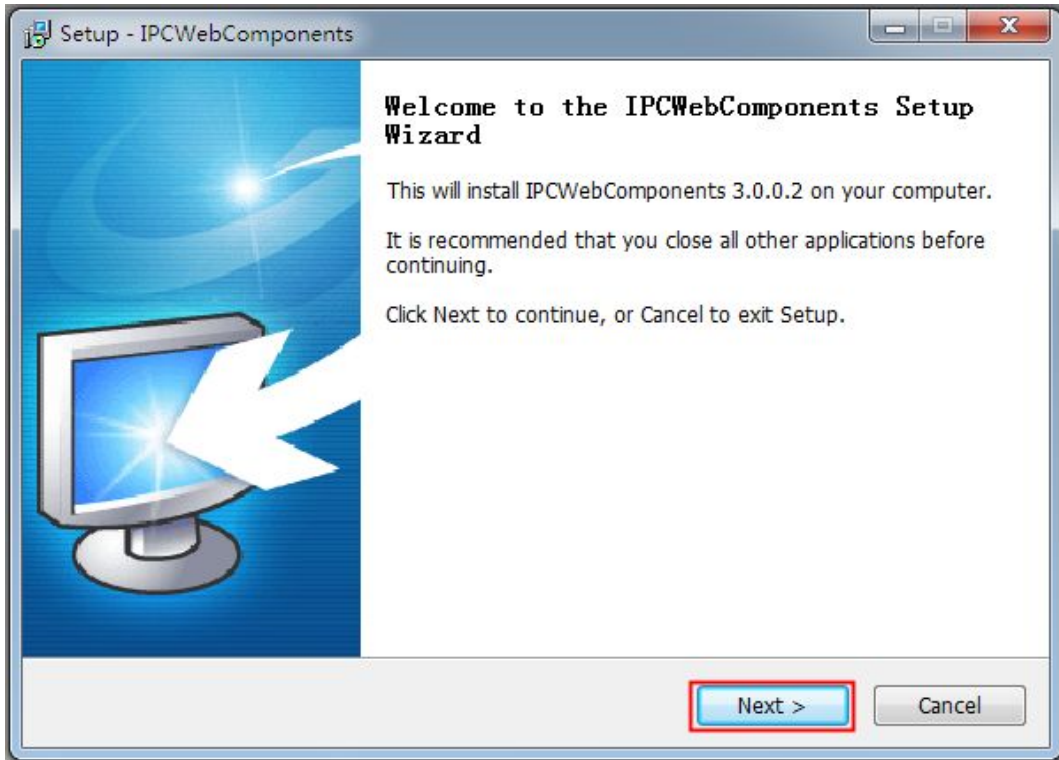 Setup - IPCWebComponents
Welcome to the IPCWebComponents Setup
Wizard
This will install IPCWebComponents 3.0.0.2 on your computer.
It is recommended that you close all other applications before
continuing.
Click Next to continue, or Cancel to exit Setup.
Next >
Cancel